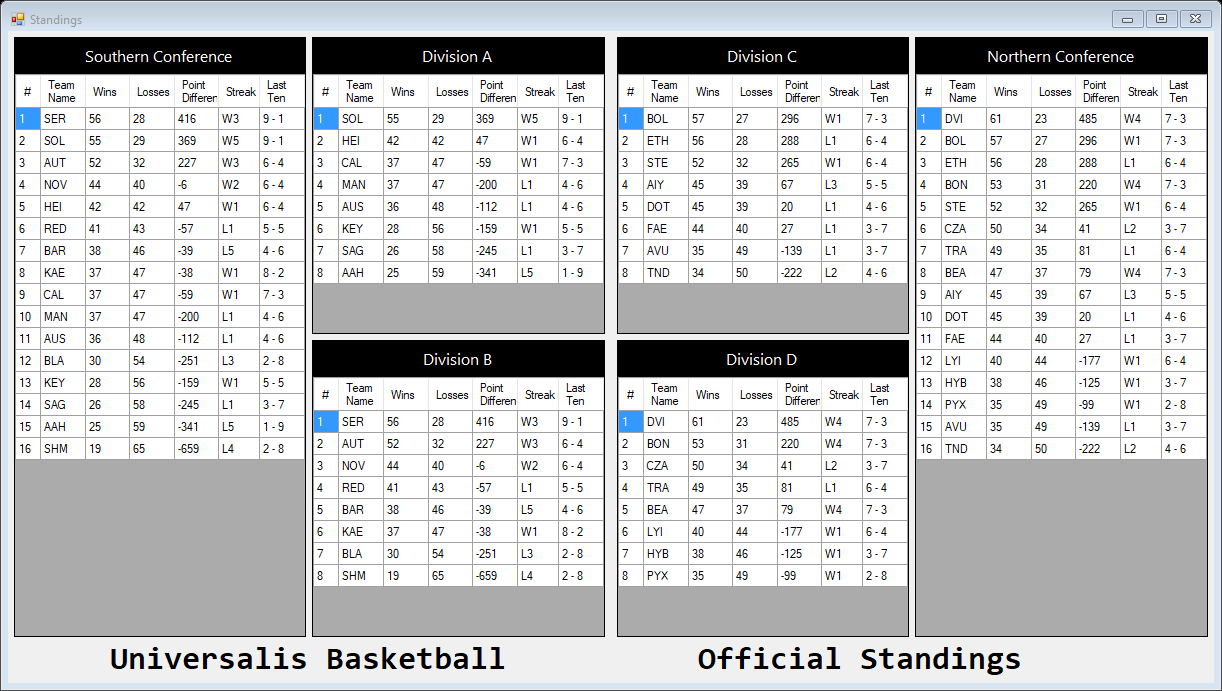 Standings
Southern Conference
# Team Name Wins Losses Point Differen Streak Last Ten
1 SER 56 28 416 W3 9 - 1
2 SOL 55 29 369 W5 9 - 1
3 AUT 52 32 227 W3 6 - 4
4 NOV 44 40 -6 W2 6 - 4
5 HEI 42 42 47 W1 6 - 4
6 RED 41 43 -57 L1 5 - 5
7 BAR 38 46 -39 L5 4 - 6
8 KAE 37 47 -38 W1 8 - 2
9 CAL 37 47 -59 W1 7 - 3
10 MAN 37 47 -200 L1 4 - 6
11 AUS 36 48 -112 L1 4 - 6
12 BLA 30 54 -251 L3 2 - 8
13 KEY 28 56 -159 W1 5 - 5
14 SAG 26 58 -245 L1 3 - 7
15 AAH 25 59 -341 L5 1 - 9
16 SHM 19 65 -659 L4 2 - 8
Division A
# Team Name Wins Losses Point Differen Streak Last Ten
1 SOL 55 29 369 W5 9 - 1
2 HEI 42 42 47 W1 6 - 4
3 CAL 37 47 -59 W1 7 - 3
4 MAN 37 47 -200 L1 4 - 6
5 AUS 36 48 -112 L1 4 - 6
6 KEY 28 56 -159 W1 5 - 5
7 SAG 26 58 -245 L1 3 - 7
8 AAH 25 59 -341 L5 1 - 9
Division B
# Team Name Wins Losses Point Differen Streak Last Ten
1 SER 56 28 416 W3 9 - 1
2 AUT 52 32 227 W3 6 - 4
3 NOV 44 40 -6 W2 6 - 4
4 RED 41 43 -57 L1 5 - 5
5 BAR 38 46 -39 L5 4 - 6
6 KAE 37 47 -38 W1 8 - 2
7 BLA 30 54 -251 L3 2 - 8
8 SHM 19 65 -659 L4 2 - 8
Division C
# Team Name Wins Losses Point Differen Streak Last Ten
1 BOL 57 27 296 W1 7 - 3
2 ETH 56 28 288 L1 6 - 4
3 STE 52 32 265 W1 6 - 4
4 AIY 45 39 67 L3 5 - 5
5 DOT 45 39 20 L1 4 - 6
6 FAE 44 40 27 L1 3 - 7
7 AVU 35 49 -139 L1 3 - 7
8 TND 34 50 -222 L2 4 - 6
Division D
# Team Name Wins Losses Point Differen Streak Last Ten
1 DVI 61 23 485 W4 7 - 3
2 BON 53 31 220 W4 7 - 3
3 CZA 50 34 41 L2 3 - 7
4 TRA 49 35 81 L1 6 - 4
5 BEA 47 37 79 W4 7 - 3
6 LYI 40 44 -177 W1 6 - 4
7 HYB 38 46 -125 W1 3 - 7
8 PYX 35 49 -99 W1 2 - 8
Northern Conference
# Team Name Wins Losses Point Differen Streak Last Ten
1 DVI 61 23 485 W4 7 - 3
2 BOL 57 27 296 W1 7 - 3
3 ETH 56 28 288 L1 6 - 4
4 BON 53 31 220 W4 7 - 3
5 STE 52 32 265 W1 6 - 4
6 CZA 50 34 41 L2 3 - 7
7 TRA 49 35 81 L1 6 - 4
8 BEA 47 37 79 W4 7 - 3
9 AIY 45 39 67 L3 5 - 5
10 DOT 45 39 20 L1 4 - 6
11 FAE 44 40 27 L1 3 - 7
12 LYI 40 44 -177 W1 6 - 4
13 HYB 38 46 -125 W1 3 - 7
14 PYX 35 49 -99 W1 2 - 8
15 AVU 35 49 -139 L1 3 - 7
16 TND 34 50 -222 L2 4 - 6
Universalis Basketball Official Standings